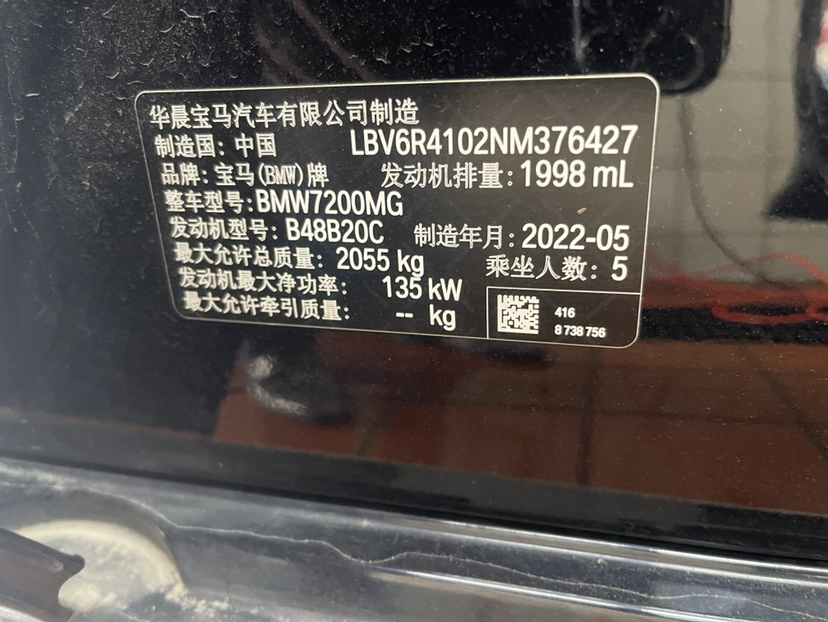 华晨宝马汽车有限公司制造
制造国: 中国 LBV6R4102NM376427
品牌: 宝马(BMW)牌 发动机排量: 1998 mL
整车型号: BMW7200MG
发动机型号: B48B20C 制造年月: 2022-05
最大允许总质量: 2055 kg 乘坐人数: 5
发动机最大净功率: 135 kW
最大允许牵引质量: -- kg
416
8 738 756